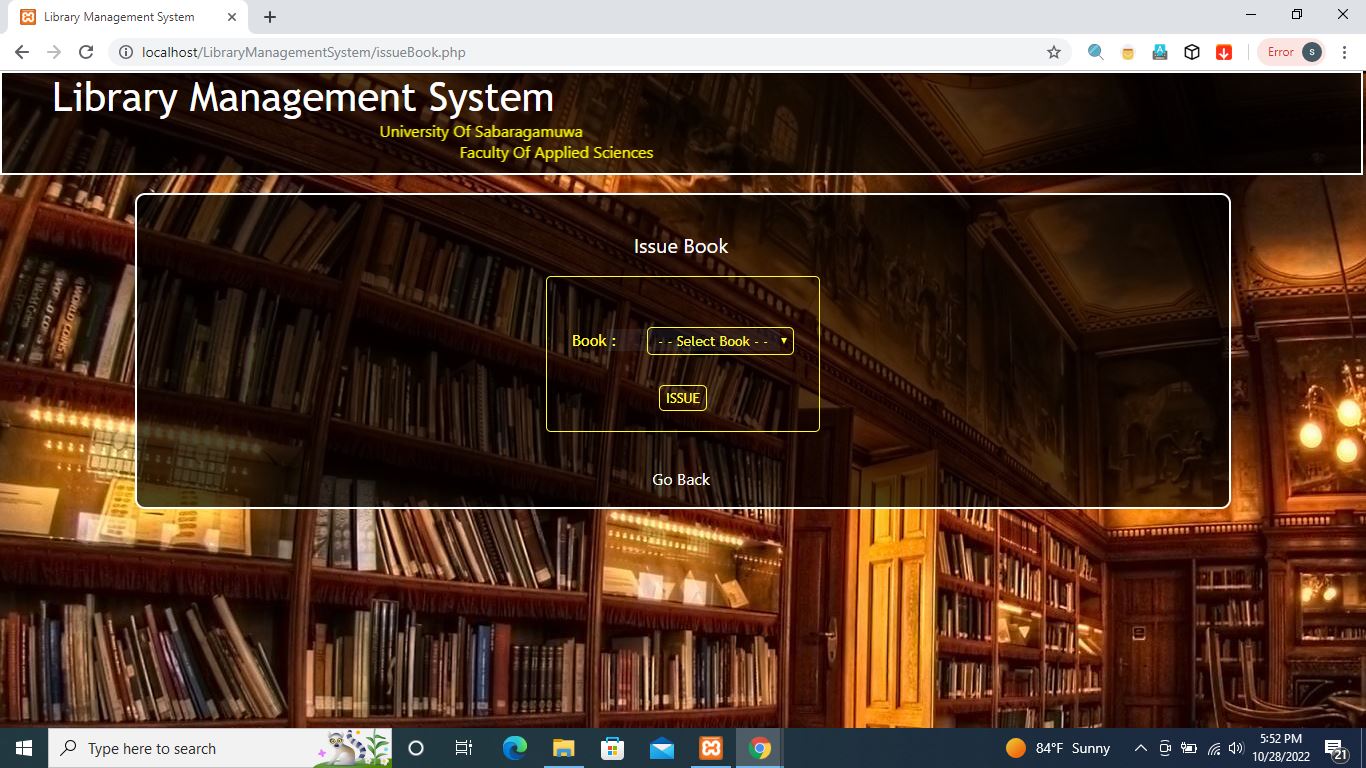 Library Management System
localhost/LibraryManagementSystem/issueBook.php
Error
s
Library Management System
University Of Sabaragamuwa
Faculty Of Applied Sciences
Issue Book
Book :
- - Select Book - -
ISSUE
Go Back
Type here to search
84°F Sunny
5:52 PM
10/28/2022
21